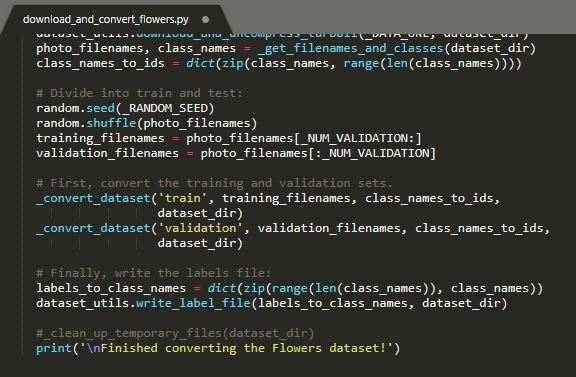 download_and_convert_flowers.py
dataset_utils.download_and_uncompress_tarball(_DATA_URL, dataset_dir)
photo_filenames, class_names = _get_filenames_and_classes(dataset_dir)
class_names_to_ids = dict(zip(class_names, range(len(class_names))))
# Divide into train and test:
random.seed(_RANDOM_SEED)
random.shuffle(photo_filenames)
training_filenames = photo_filenames[_NUM_VALIDATION:]
validation_filenames = photo_filenames[:_NUM_VALIDATION]
# First, convert the training and validation sets.
_convert_dataset('train', training_filenames, class_names_to_ids,
dataset_dir)
_convert_dataset('validation', validation_filenames, class_names_to_ids,
dataset_dir)
# Finally, write the labels file:
labels_to_class_names = dict(zip(range(len(class_names)), class_names))
dataset_utils.write_label_file(labels_to_class_names, dataset_dir)
#_clean_up_temporary_files(dataset_dir)
print('\nFinished converting the Flowers dataset!')